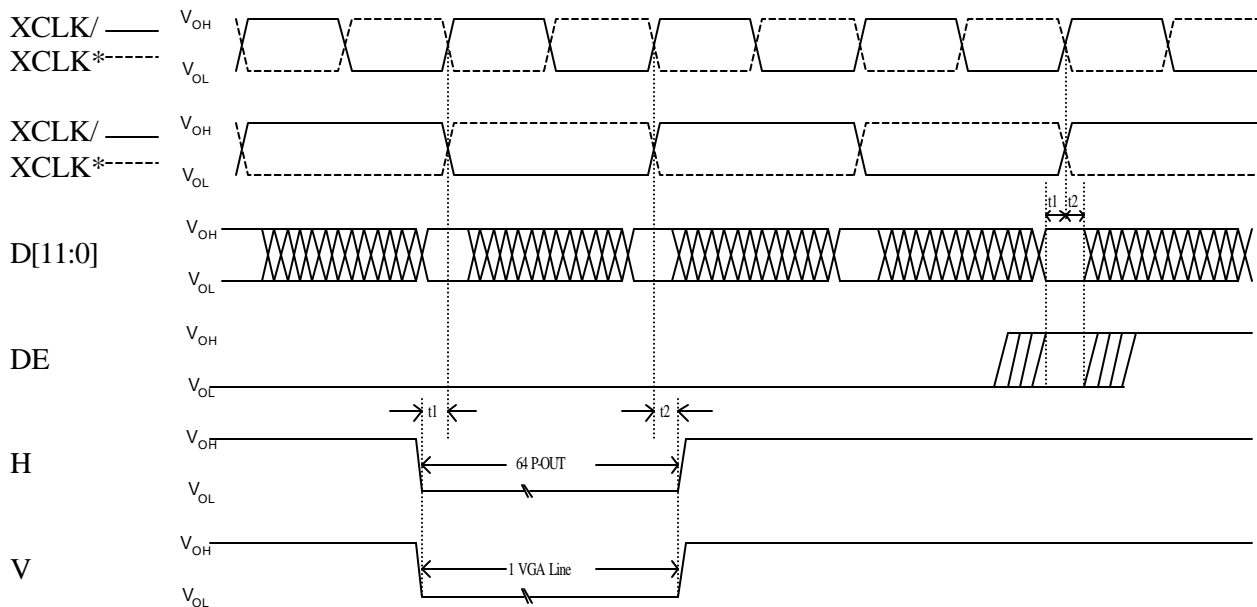 XCLK/
XCLK*
VOH
VOL
XCLK/
XCLK*
VOH
VOL
t1 t2
D[11:0]
VOH
VOL
DE
VOH
VOL
t1
t2
H
VOH
VOL
64 P-OUT
V
VOH
VOL
1 VGA Line